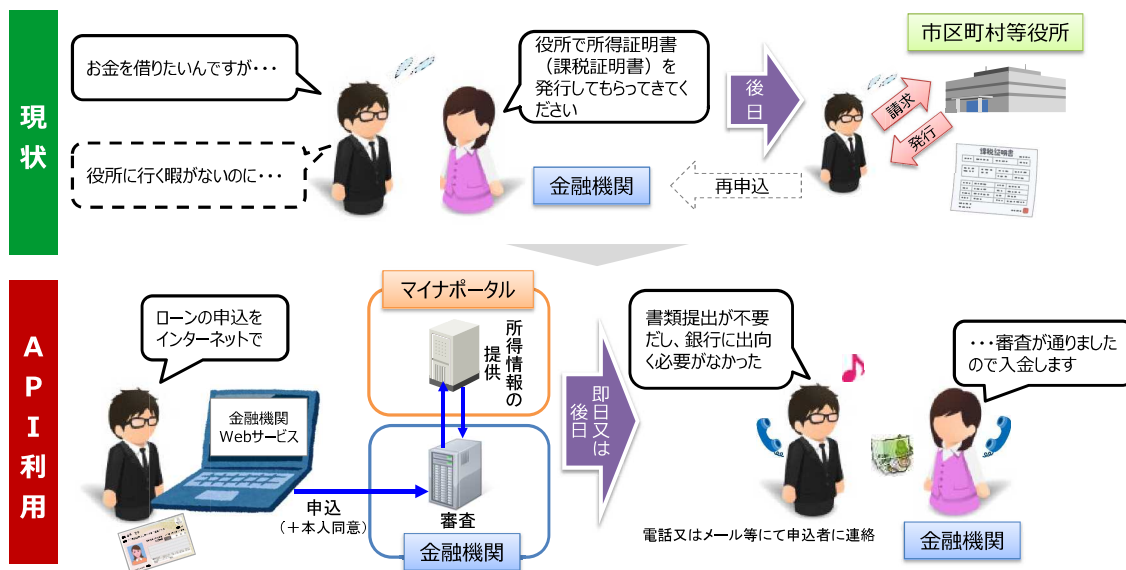 現状
お金を借りたいんですが・・・
役所に行く暇がないのに・・・
役所で所得証明書
（課税証明書）を
発行してもらってきてく
ださい
金融機関
後日
再申込
市区町村等役所
請求
発行
課税証明書
API利用
ローンの申込を
インターネットで
金融機関
Webサービス
申込
（＋本人同意）
マイナポータル
所得情報の
提供
審査
金融機関
即日又は
後日
書類提出が不要
だし、銀行に出向
く必要がなかった
・・・審査が通りました
ので入金します
電話又はメール等にて申込者に連絡
金融機関